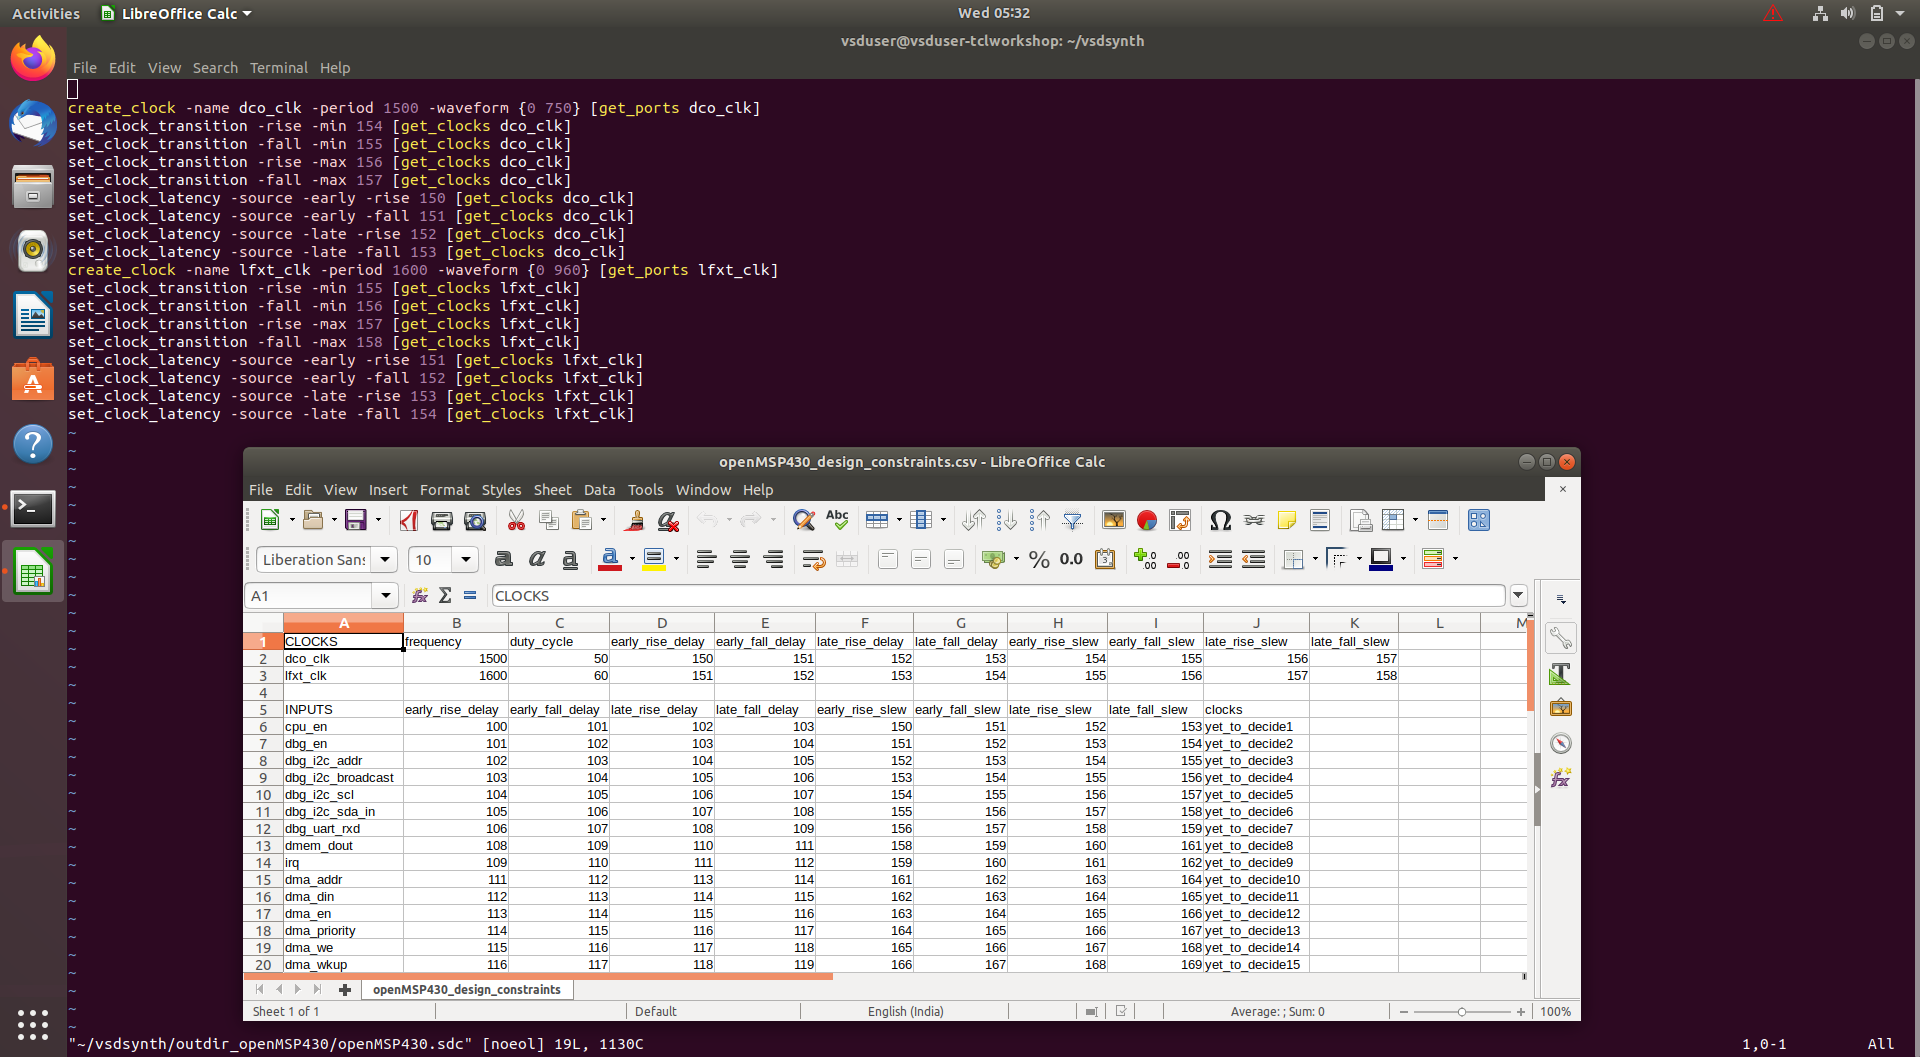 Activities LibreOffice Calc Wed 05:32
vsduser@vsduser-tclworkshop: ~/vsdsynth
File Edit View Search Terminal Help
create_clock -name dco_clk -period 1500 -waveform {0 750} [get_ports dco_clk]
set_clock_transition -rise -min 154 [get_clocks dco_clk]
set_clock_transition -fall -min 155 [get_clocks dco_clk]
set_clock_transition -rise -max 156 [get_clocks dco_clk]
set_clock_transition -fall -max 157 [get_clocks dco_clk]
set_clock_latency -source -early -rise 150 [get_clocks dco_clk]
set_clock_latency -source -early -fall 151 [get_clocks dco_clk]
set_clock_latency -source -late -rise 152 [get_clocks dco_clk]
set_clock_latency -source -late -fall 153 [get_clocks dco_clk]
create_clock -name lfxt_clk -period 1600 -waveform {0 960} [get_ports lfxt_clk]
set_clock_transition -rise -min 155 [get_clocks lfxt_clk]
set_clock_transition -fall -min 156 [get_clocks lfxt_clk]
set_clock_transition -rise -max 157 [get_clocks lfxt_clk]
set_clock_transition -fall -max 158 [get_clocks lfxt_clk]
set_clock_latency -source -early -rise 151 [get_clocks lfxt_clk]
set_clock_latency -source -early -fall 152 [get_clocks lfxt_clk]
set_clock_latency -source -late -rise 153 [get_clocks lfxt_clk]
set_clock_latency -source -late -fall 154 [get_clocks lfxt_clk]
openMSP430_design_constraints.csv - LibreOffice Calc
File Edit View Insert Format Styles Sheet Data Tools Window Help
Liberation Sans 10
A1 CLOCKS
A B C D E F G H I J K L M
1 CLOCKS frequency duty_cycle early_rise_delay early_fall_delay late_rise_delay late_fall_delay early_rise_slew early_fall_slew late_rise_slew late_fall_slew
2 dco_clk 1500 50 150 151 152 153 154 155 156 157
3 lfxt_clk 1600 60 151 152 153 154 155 156 157 158
4
5 INPUTS early_rise_delay early_fall_delay late_rise_delay late_fall_delay early_rise_slew early_fall_slew late_rise_slew late_fall_slew clocks
6 cpu_en 100 101 102 103 150 151 152 153 yet_to_decide1
7 dbg_en 101 102 103 104 151 152 153 154 yet_to_decide2
8 dbg_i2c_addr 102 103 104 105 152 153 154 155 yet_to_decide3
9 dbg_i2c_broadcast 103 104 105 106 153 154 155 156 yet_to_decide4
10 dbg_i2c_scl 104 105 106 107 154 155 156 157 yet_to_decide5
11 dbg_i2c_sda_in 105 106 107 108 155 156 157 158 yet_to_decide6
12 dbg_uart_rxd 106 107 108 109 156 157 158 159 yet_to_decide7
13 dmem_dout 108 109 110 111 158 159 160 161 yet_to_decide8
14 irq 109 110 111 112 159 160 161 162 yet_to_decide9
15 dma_addr 111 112 113 114 161 162 163 164 yet_to_decide10
16 dma_din 112 113 114 115 162 163 164 165 yet_to_decide11
17 dma_en 113 114 115 116 163 164 165 166 yet_to_decide12
18 dma_priority 114 115 116 117 164 165 166 167 yet_to_decide13
19 dma_we 115 116 117 118 165 166 167 168 yet_to_decide14
20 dma_wkup 116 117 118 119 166 167 168 169 yet_to_decide15
openMSP430_design_constraints
Sheet 1 of 1 Default English (India) Average: ; Sum: 0 100%
"~/vsdsynth/outdir_openMSP430/openMSP430.sdc" [noeol] 19L, 1130C 1,0-1 All